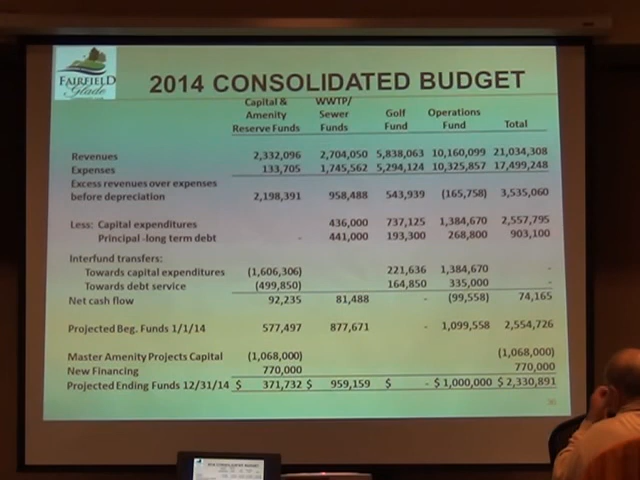 FAIRFIELD
Glade
2014 CONSOLIDATED BUDGET
Capital & Amenity Reserve Funds WWTP/ Sewer Funds Golf Fund Operations Fund Total
Revenues 2,332,096 2,704,050 5,838,063 10,160,099 21,034,308
Expenses 133,705 1,745,562 5,294,124 10,325,857 17,499,248
Excess revenues over expenses
before depreciation 2,198,391 958,488 543,939 (165,758) 3,535,060
Less: Capital expenditures 436,000 737,125 1,384,670 2,557,795
Principal -long term debt - 441,000 193,300 268,800 903,100
Interfund transfers:
Towards capital expenditures (1,606,306) 221,636 1,384,670 -
Towards debt service (499,850) 164,850 335,000 -
Net cash flow 92,235 81,488 - (99,558) 74,165
Projected Beg. Funds 1/1/14 577,497 877,671 - 1,099,558 2,554,726
Master Amenity Projects Capital (1,068,000) (1,068,000)
New Financing 770,000 770,000
Projected Ending Funds 12/31/14 $ 371,732 $ 959,159 $ - $ 1,000,000 $ 2,330,891